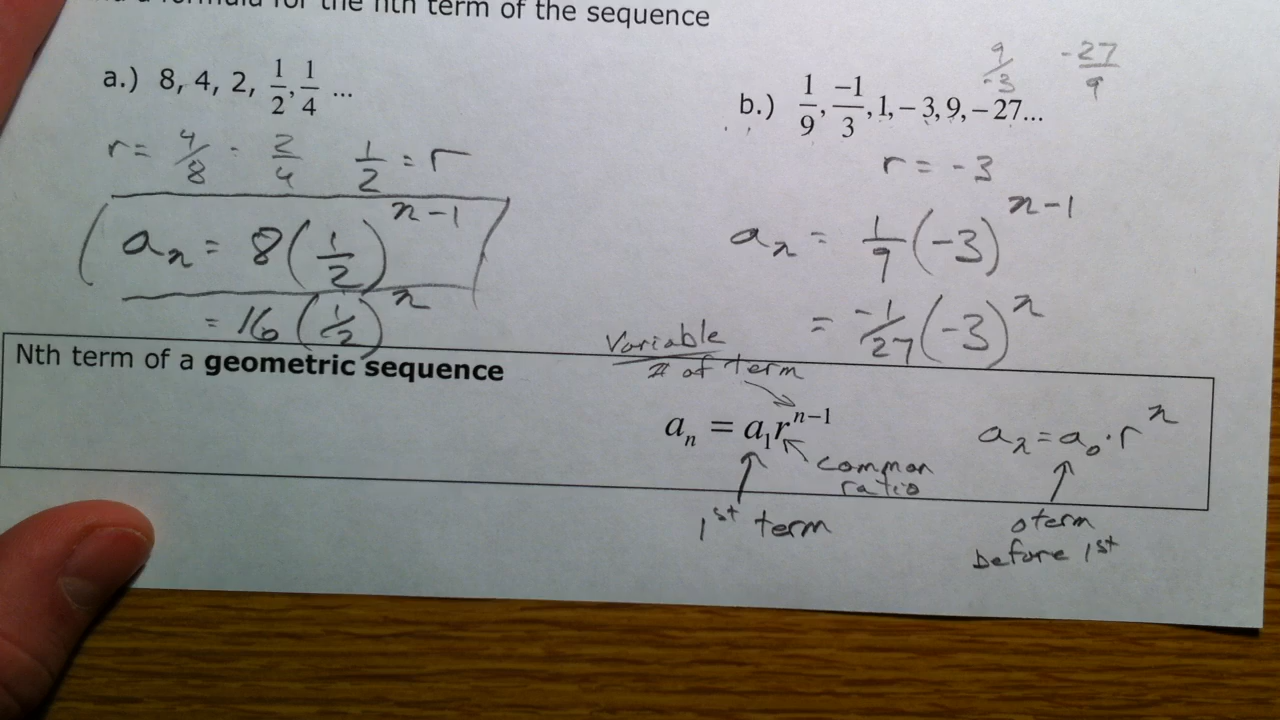 formula for the nth term of the sequence
a.) 8, 4, 2, 1/2, 1/4 ...
r = 4/8 = 2/4 1/2 = r
a_n = 8(1/2)^(n-1)
= 16(1/2)^n
9/-3 -27/9
b.) 1/9, -1/3, 1, -3, 9, -27...
r = -3
a_n = 1/9(-3)^(n-1)
= -1/27(-3)^n
Nth term of a geometric sequence
Variable
# of term
a_n = a_1 r^(n-1)
common
ratio
1st term
a_n = a_0 · r^n
0 term
before 1st